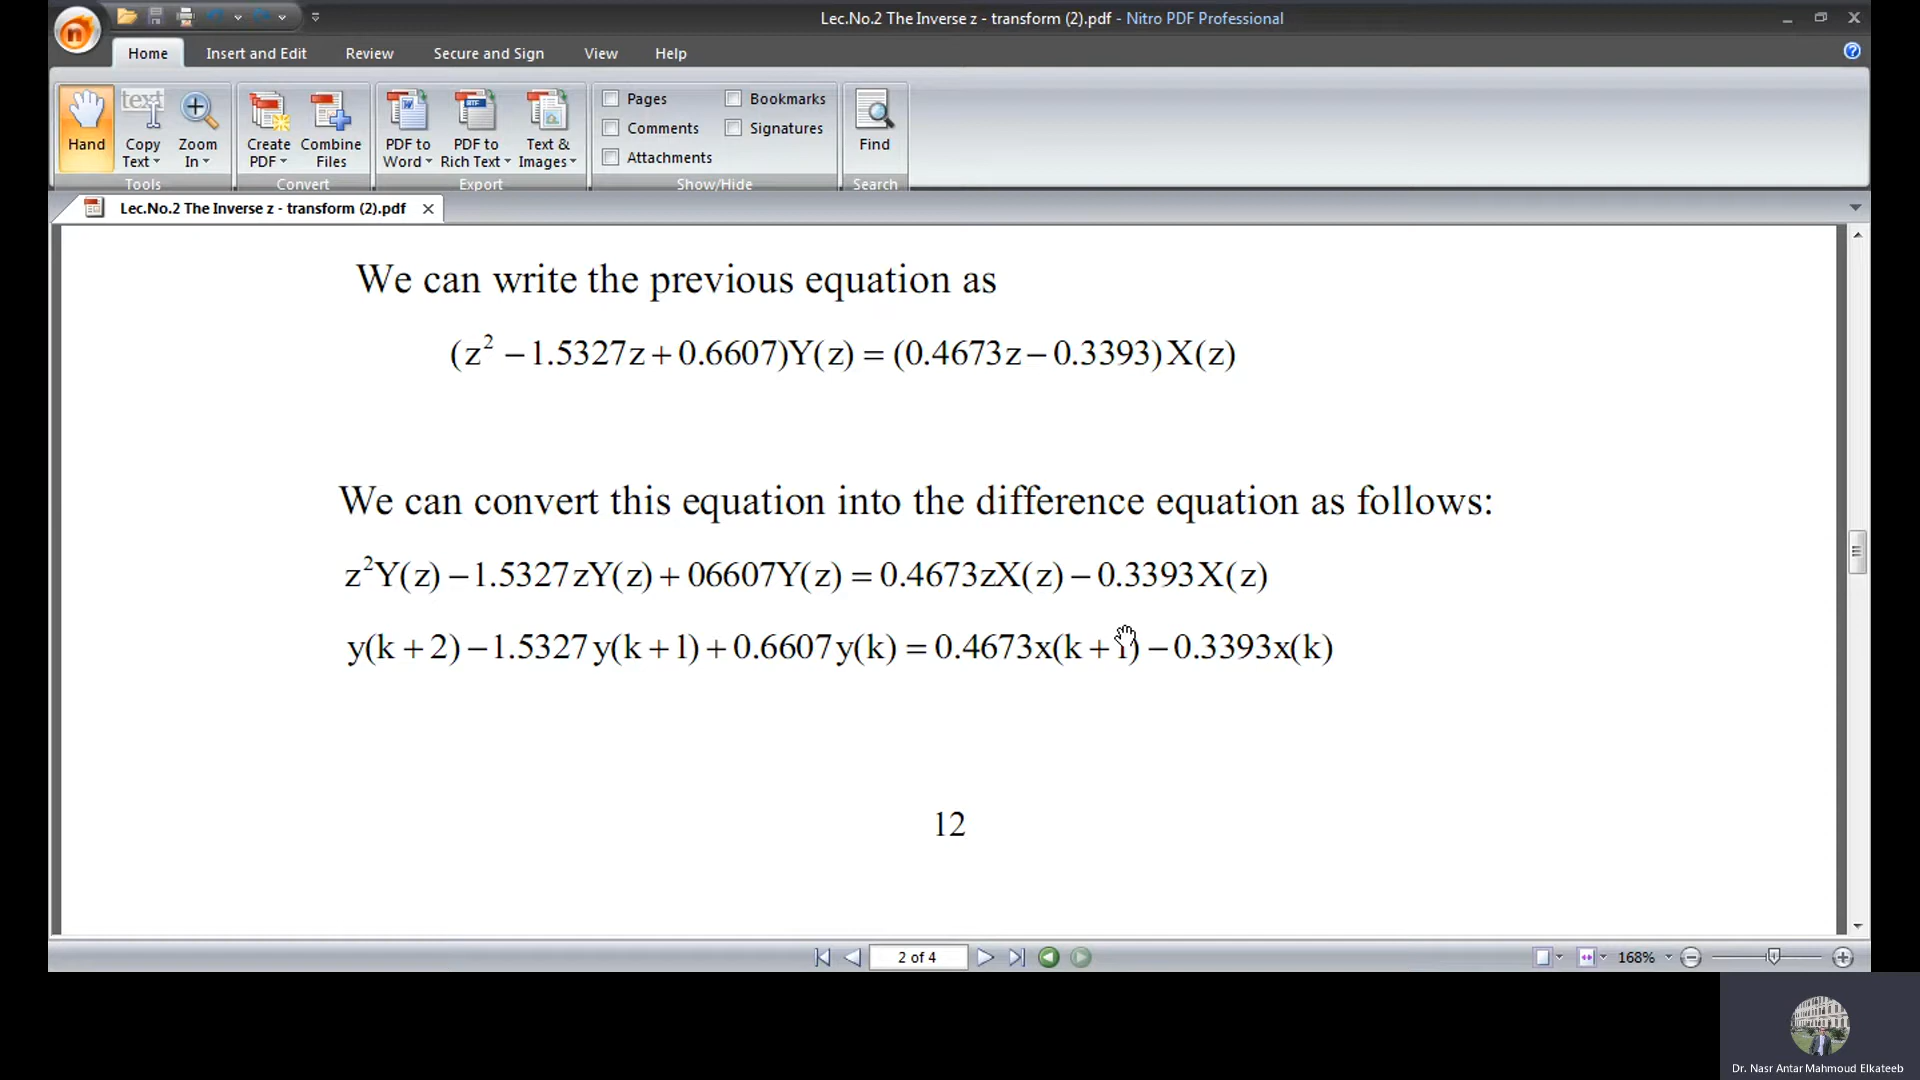 Lec.No.2 The Inverse z - transform (2).pdf - Nitro PDF Professional
Home Insert and Edit Review Secure and Sign View Help
Hand Copy Text Zoom In Create PDF Combine Files PDF to Word PDF to Rich Text Text & Images Pages Comments Attachments Bookmarks Signatures Find
Tools Convert Export Show/Hide Search
Lec.No.2 The Inverse z - transform (2).pdf
We can write the previous equation as
(z² − 1.5327z + 0.6607)Y(z) = (0.4673z − 0.3393)X(z)
We can convert this equation into the difference equation as follows:
z²Y(z) − 1.5327zY(z) + 06607Y(z) = 0.4673zX(z) − 0.3393X(z)
y(k + 2) − 1.5327y(k + 1) + 0.6607y(k) = 0.4673x(k + 1) − 0.3393x(k)
12
2 of 4
168%
Dr. Nasr Antar Mahmoud Elkateeb